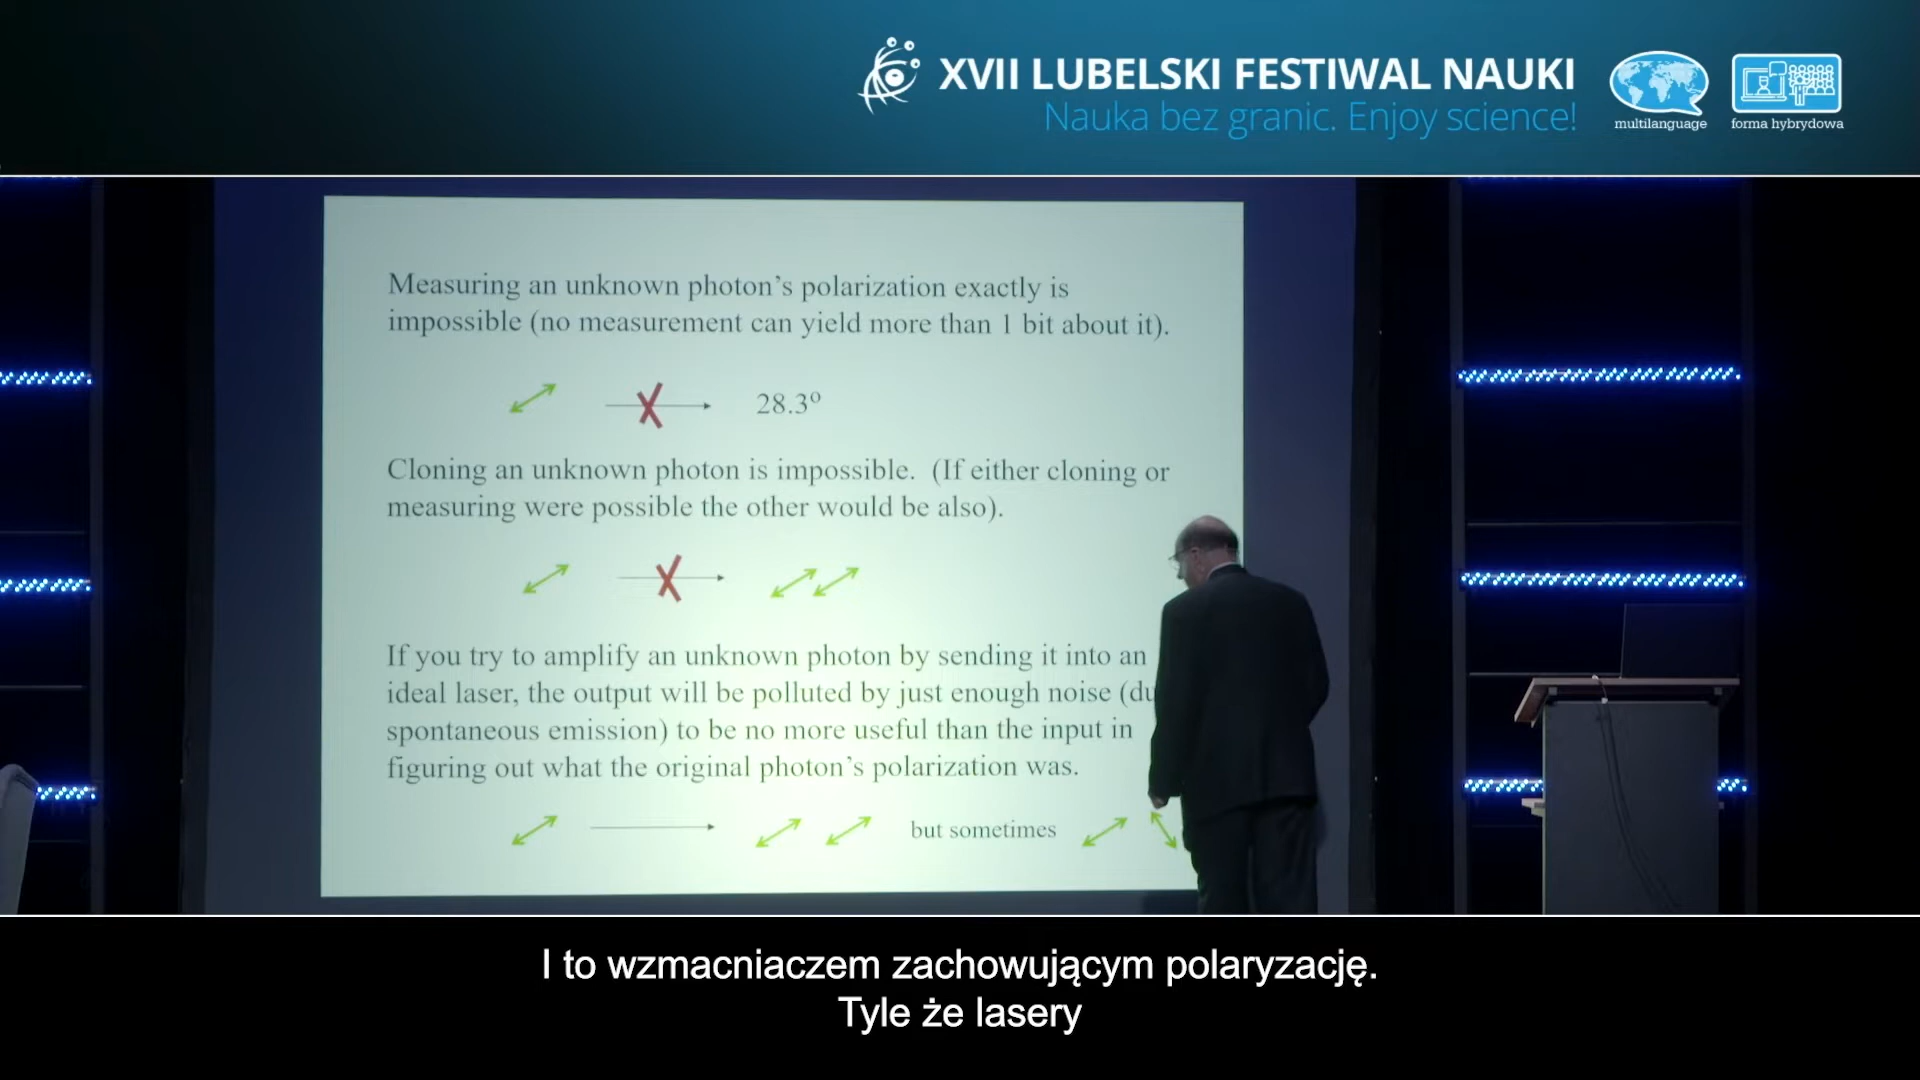 XVII LUBELSKI FESTIWAL NAUKI
Nauka bez granic. Enjoy science!
multilanguage
forma hybrydowa
Measuring an unknown photon's polarization exactly is
impossible (no measurement can yield more than 1 bit about it).
28.3º
Cloning an unknown photon is impossible. (If either cloning or
measuring were possible the other would be also).
If you try to amplify an unknown photon by sending it into an
ideal laser, the output will be polluted by just enough noise (du
spontaneous emission) to be no more useful than the input in
figuring out what the original photon's polarization was.
but sometimes
I to wzmacniaczem zachowującym polaryzację.
Tyle że lasery